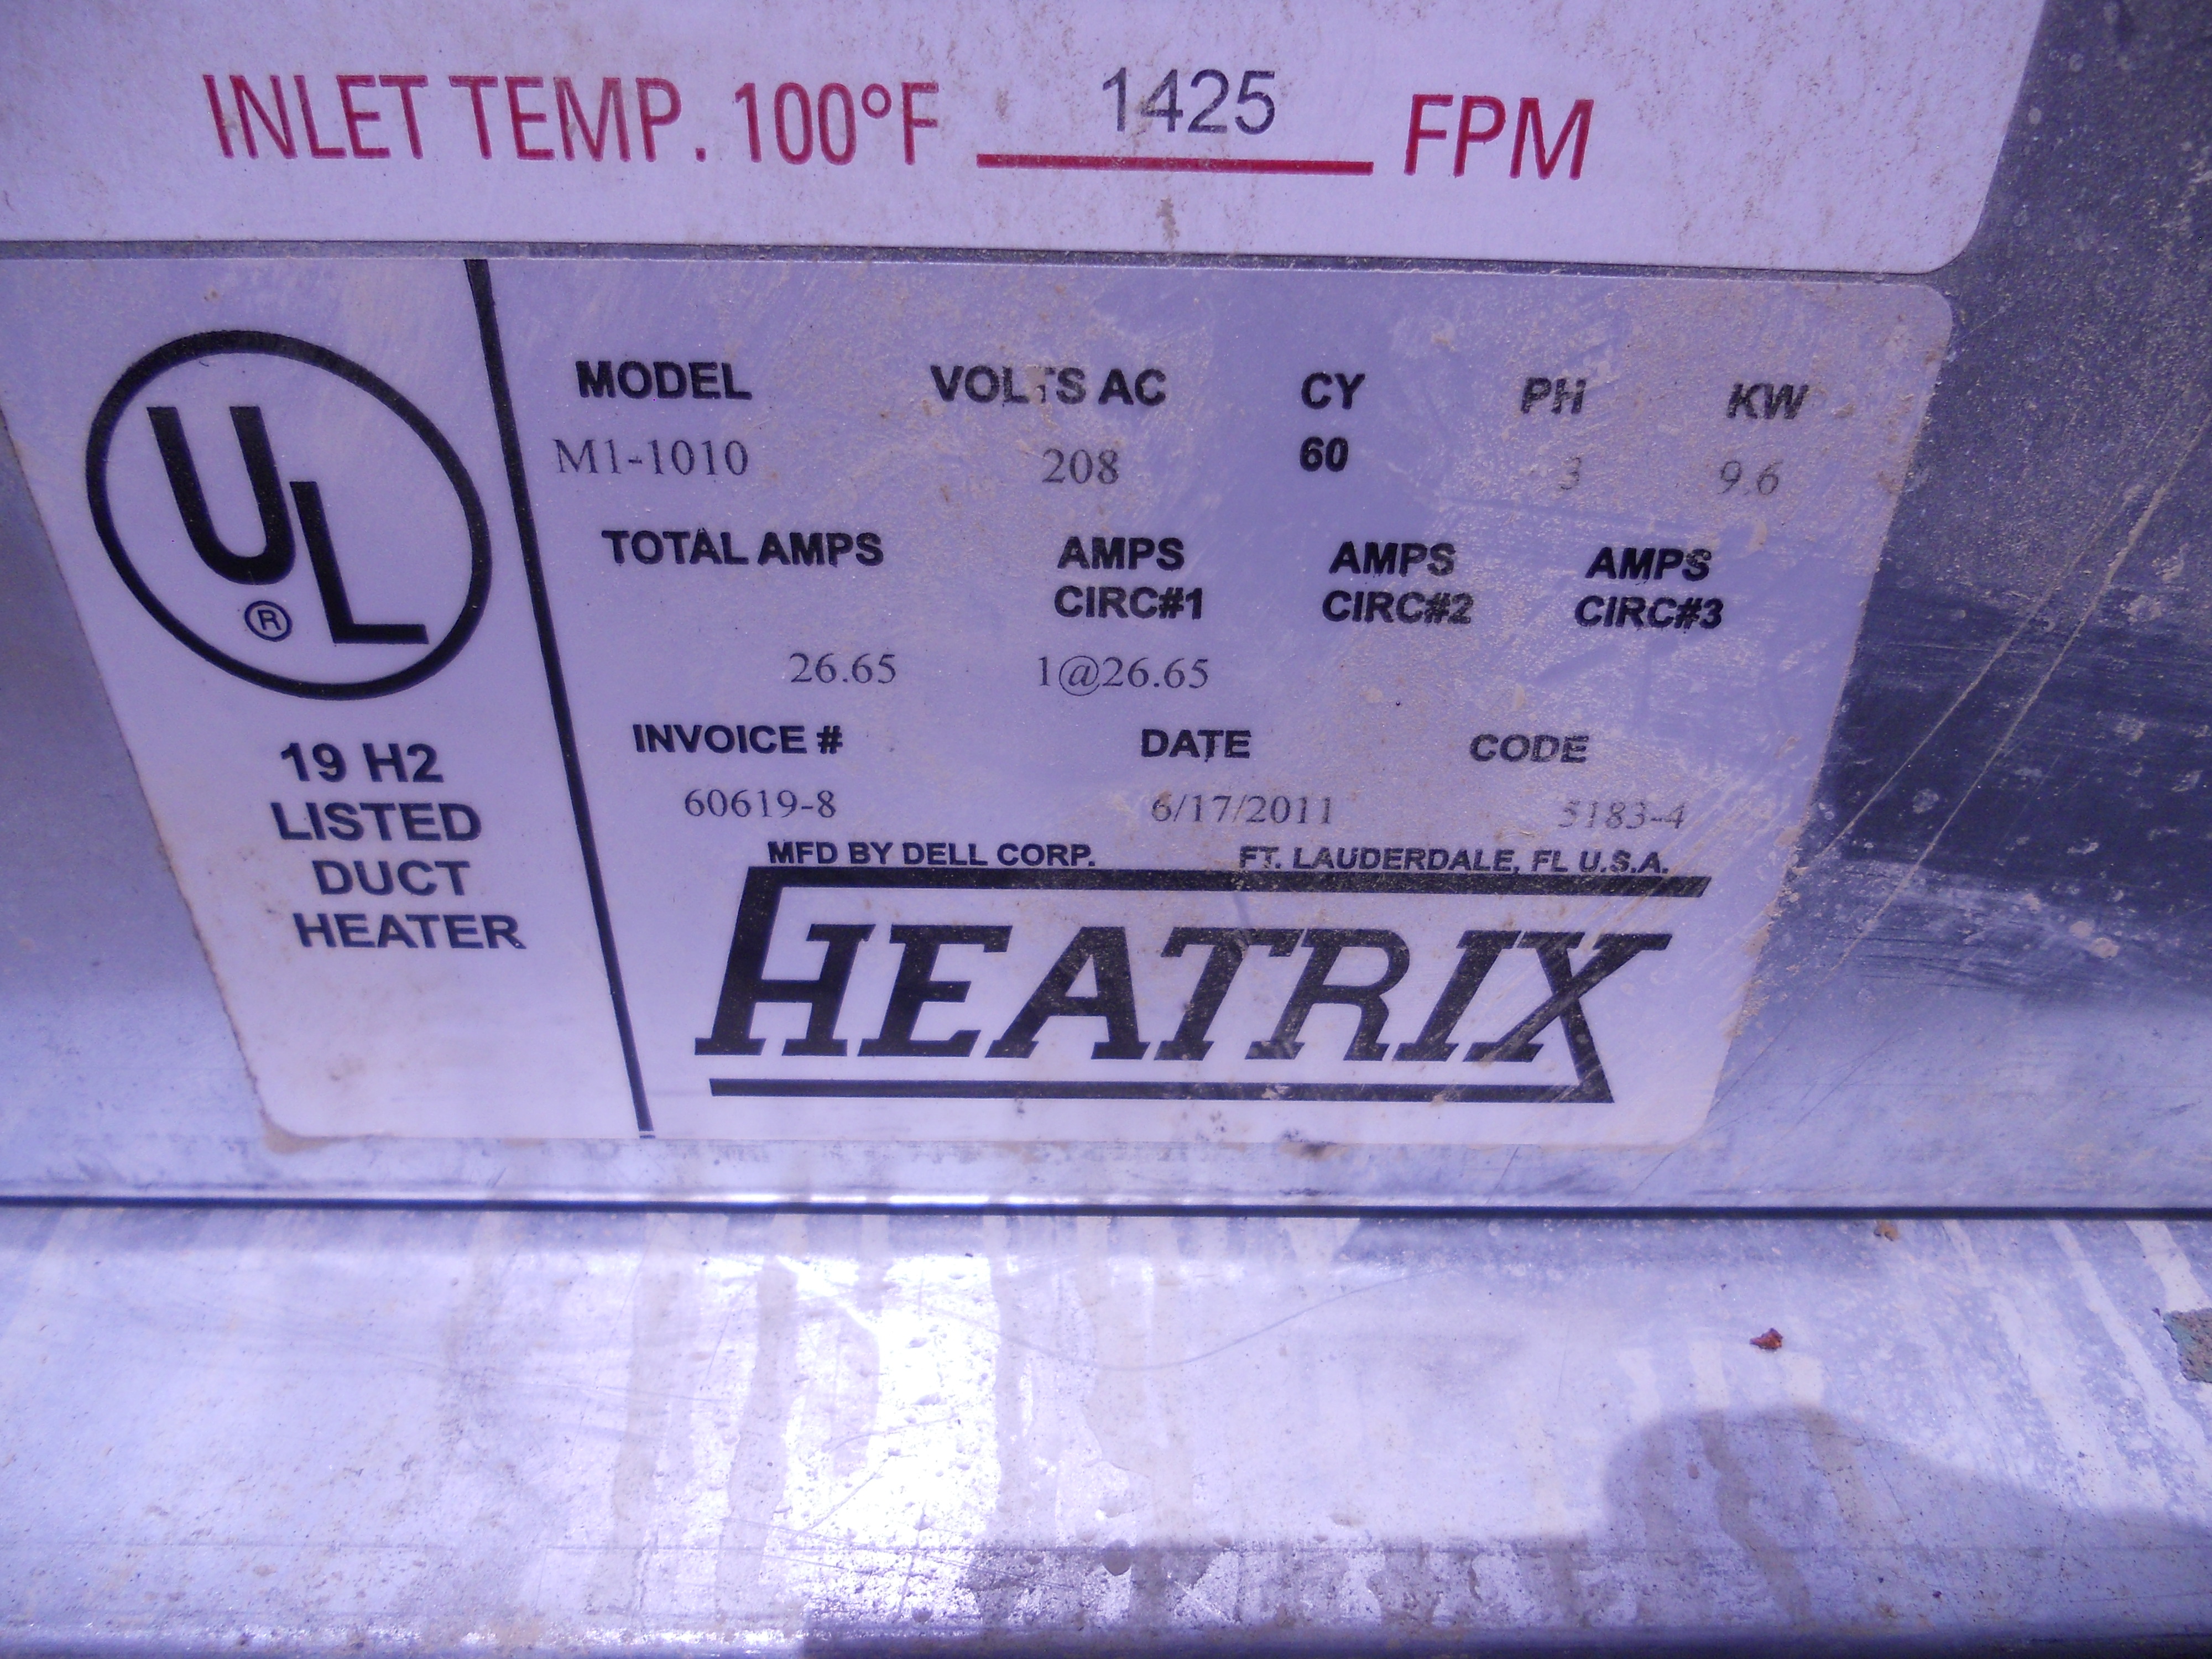 INLET TEMP. 100°F 1425 FPM
MODEL VOLTS AC CY PH KW
M1-1010 208 60 3 9.6
TOTAL AMPS AMPS CIRC#1 AMPS CIRC#2 AMPS CIRC#3
26.65 1@26.65
INVOICE # DATE CODE
60619-8 6/17/2011 5183-4
MFD BY DELL CORP. FT. LAUDERDALE, FL U.S.A.
HEATRIX
UL
®
19 H2
LISTED
DUCT
HEATER